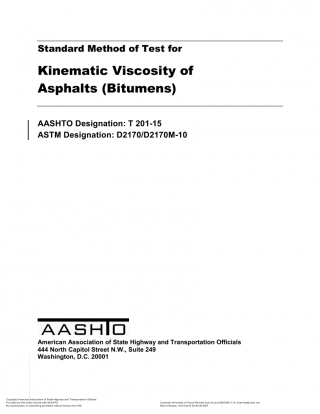 Standard Method of Test for
Kinematic Viscosity of
Asphalts (Bitumens)
AASHTO Designation: T 201-15
ASTM Designation: D2170/D2170M-10
AASHTO
American Association of State Highway and Transportation Officials
444 North Capitol Street N.W., Suite 249
Washington, D.C. 20001